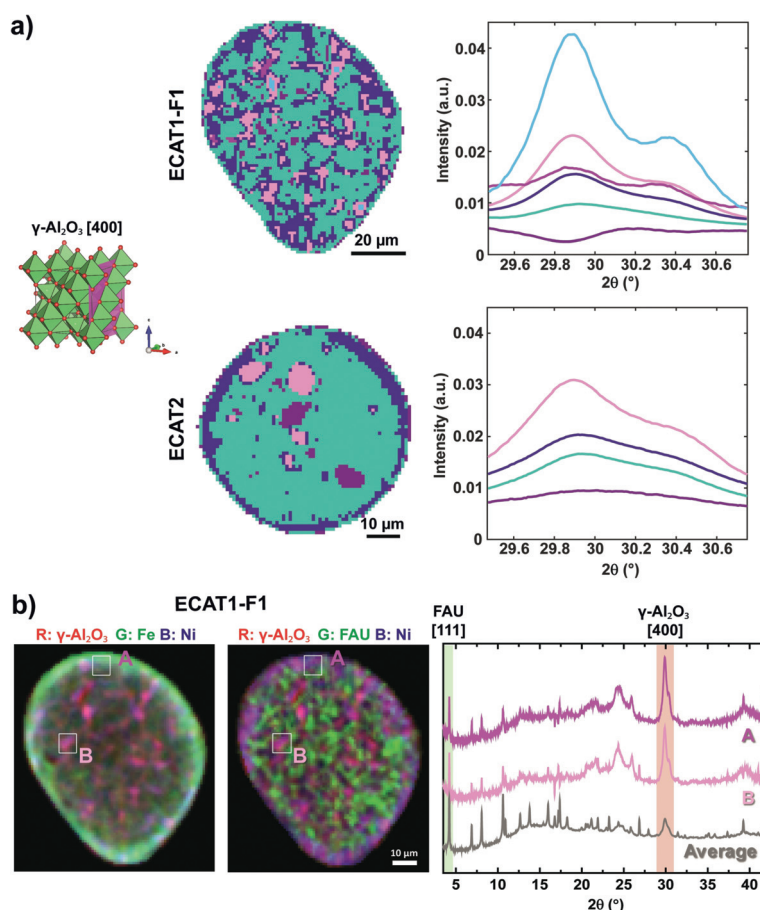 a)
ECAT1-F1
20 µm
Intensity (a.u.)
0.04
0.03
0.02
0.01
0
29.6 29.8 30 30.2 30.4 30.6
2θ (°)
γ-Al2O3 [400]
ECAT2
10 µm
Intensity (a.u.)
0.04
0.03
0.02
0.01
0
29.6 29.8 30 30.2 30.4 30.6
2θ (°)
b)
ECAT1-F1
R: γ-Al2O3 G: Fe B: Ni
R: γ-Al2O3 G: FAU B: Ni
A
B
A
B
10 µm
FAU
[111]
γ-Al2O3
[400]
A
B
Average
5 10 15 20 25 30 35 40
2θ (°)